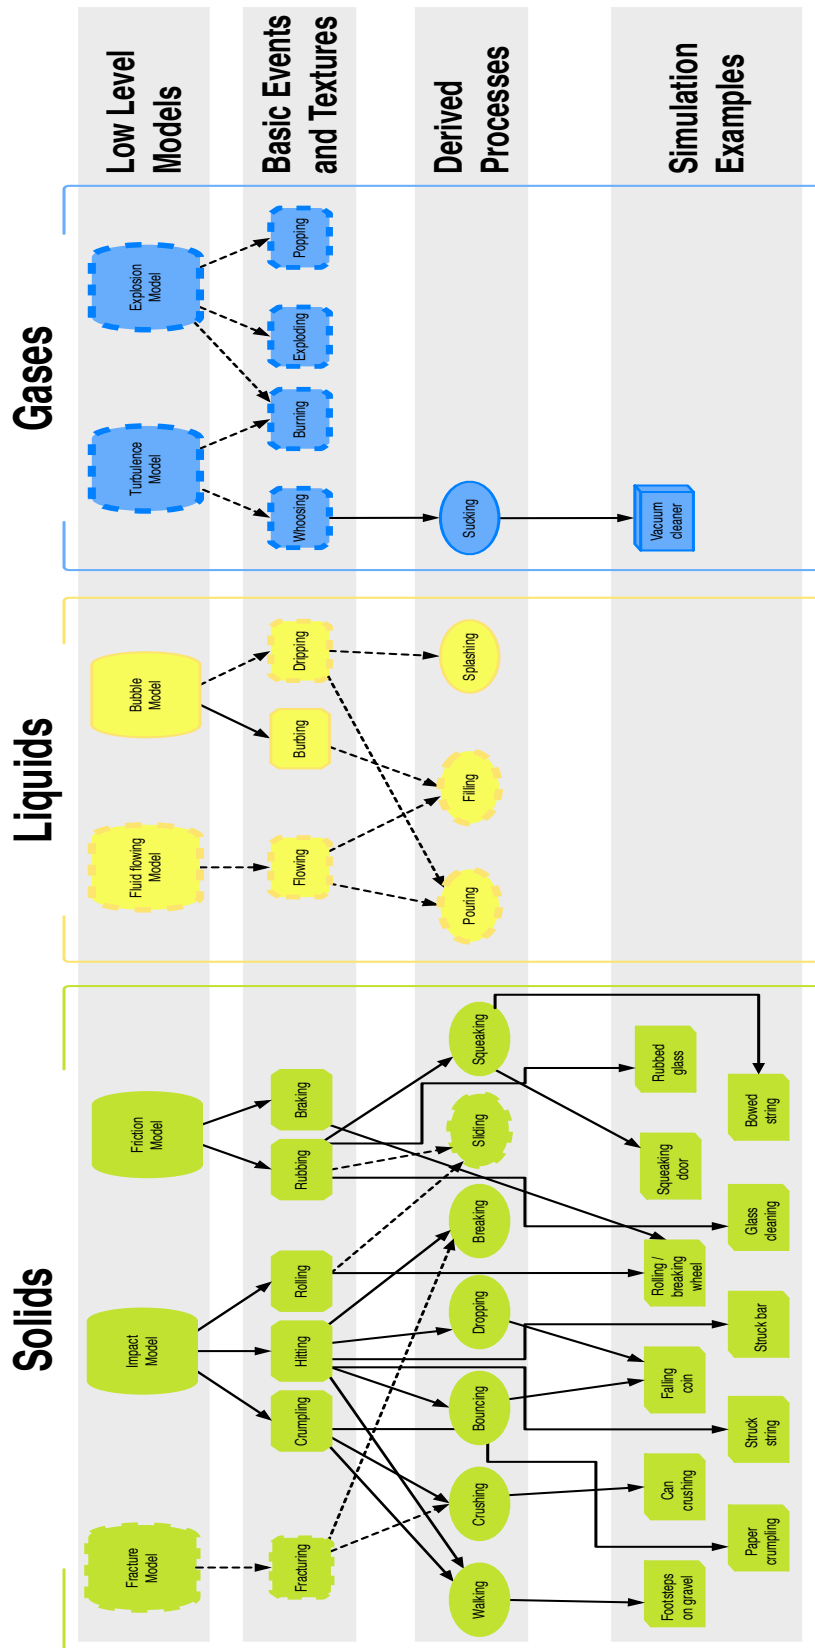 Solids
Liquids
Gases
Low Level
Models
Fracture
Model
Impact
Model
Friction
Model
Fluid flowing
Model
Bubble
Model
Turbulence
Model
Explosion
Model
Basic Events
and Textures
Fracturing
Crumpling
Hitting
Rolling
Rubbing
Braking
Flowing
Burbing
Dripping
Whoosing
Burning
Exploding
Popping
Derived
Processes
Walking
Crushing
Bouncing
Dropping
Breaking
Sliding
Squeaking
Pouring
Filling
Splashing
Sucking
Simulation
Examples
Footsteps
on gravel
Can
crushing
Falling
coin
Rolling /
breaking
wheel
Squeaking
door
Rubbed
glass
Vacuum
cleaner
Paper
crumpling
Struck
string
Struck bar
Glass
cleaning
Bowed
string